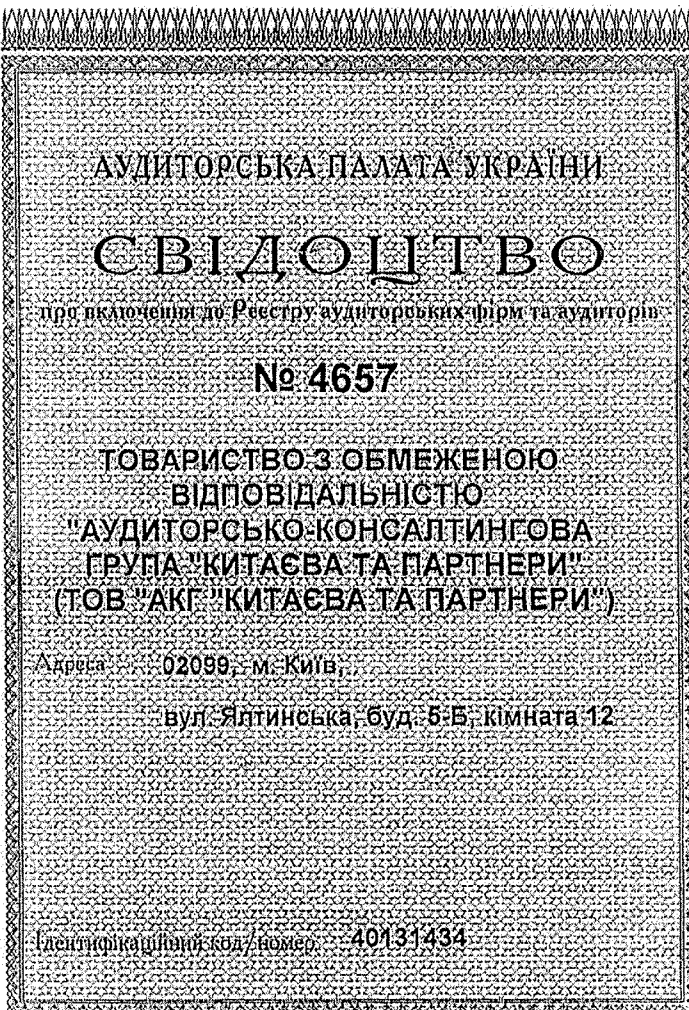 АУДИТОРСЬКА ПАЛАТА УКРАЇНИ
СВІДОЦТВО
про включення до Реєстру аудиторських фірм та аудиторів
№ 4657
ТОВАРИСТВО З ОБМЕЖЕНОЮ
ВІДПОВІДАЛЬНІСТЮ
"АУДИТОРСЬКО-КОНСАЛТИНГОВА
ГРУПА "КИТАЄВА ТА ПАРТНЕРИ"
(ТОВ "АКГ "КИТАЄВА ТА ПАРТНЕРИ")
Адреса 02099, м. Київ,
вул. Ялтинська, буд. 5-Б, кімната 12
Ідентифікаційний код/номер 40131434